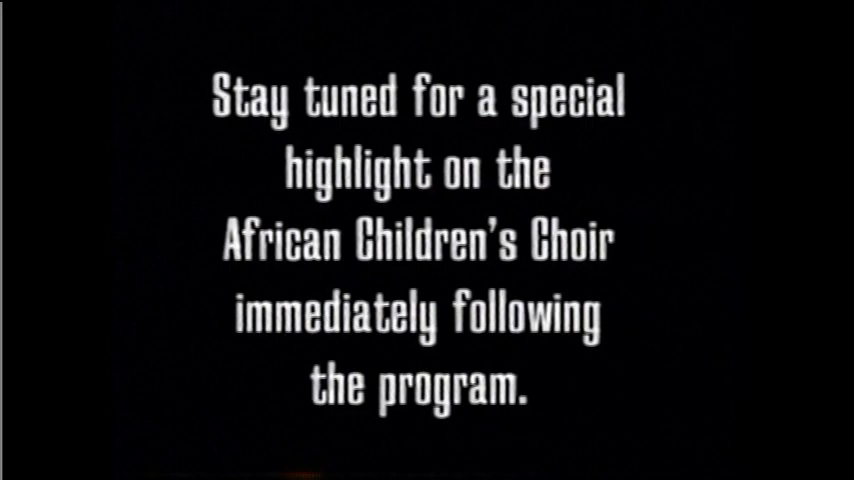 Stay tuned for a special
highlight on the
African Children's Choir
immediately following
the program.